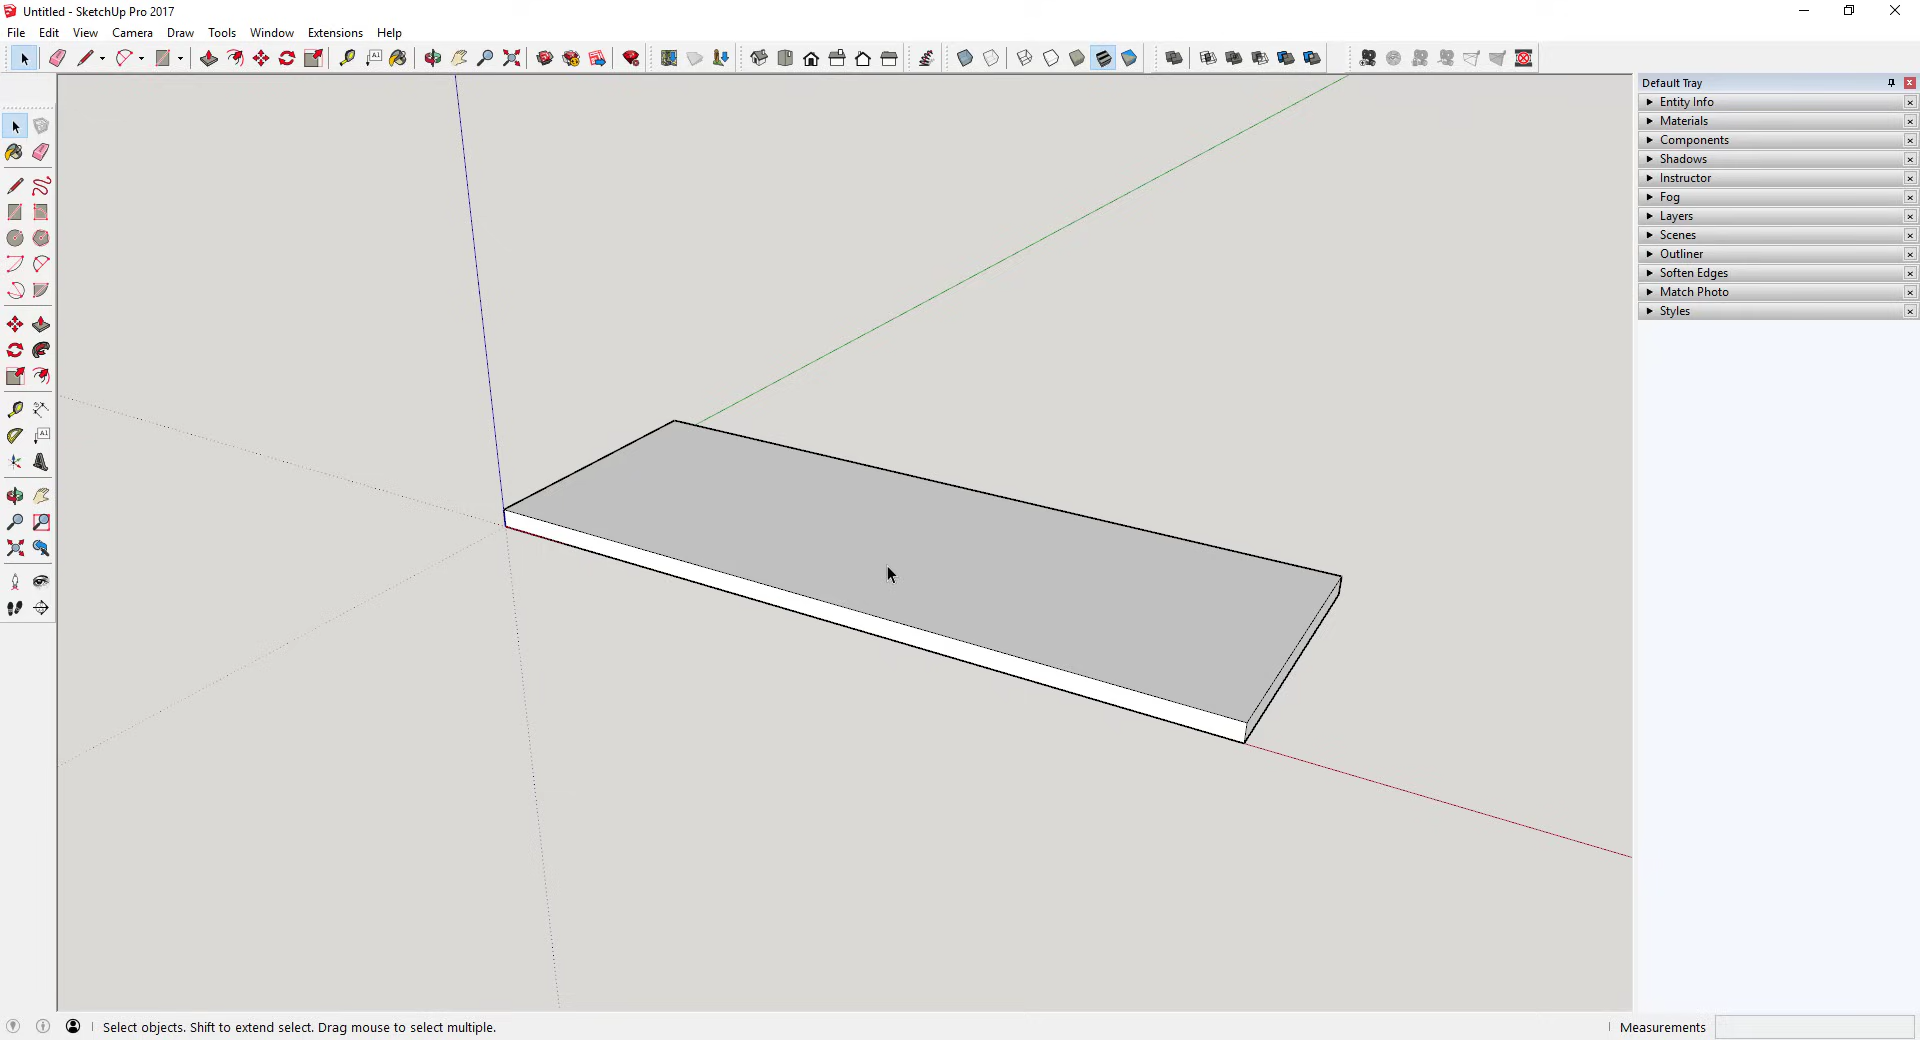 Untitled - SketchUp Pro 2017
File Edit View Camera Draw Tools Window Extensions Help
Default Tray
Entity Info
Materials
Components
Shadows
Instructor
Fog
Layers
Scenes
Outliner
Soften Edges
Match Photo
Styles
Select objects. Shift to extend select. Drag mouse to select multiple.
Measurements